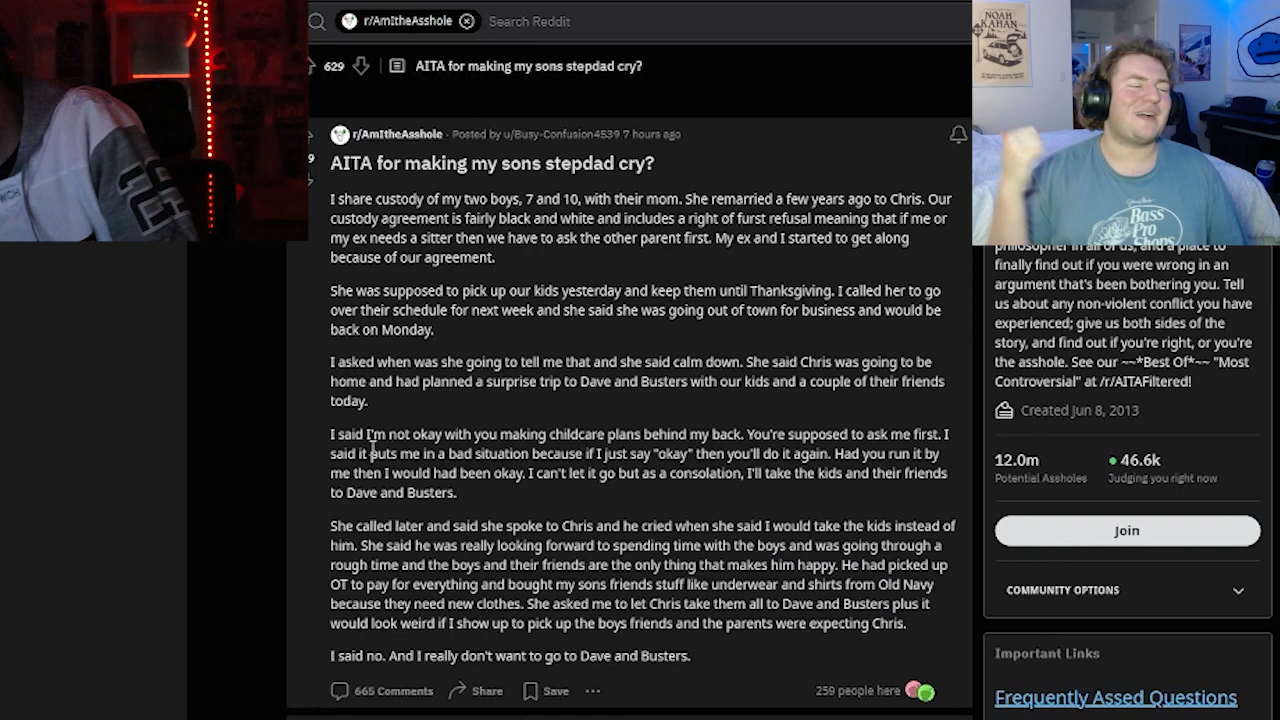 r/AmItheAsshole
Search Reddit
NOAH
KAHAN
629
AITA for making my sons stepdad cry?
r/AmItheAsshole · Posted by u/Busy-Confusion4539 7 hours ago
9
AITA for making my sons stepdad cry?
I share custody of my two boys, 7 and 10, with their mom. She remarried a few years ago to Chris. Our
custody agreement is fairly black and white and includes a right of furst refusal meaning that if me or
my ex needs a sitter then we have to ask the other parent first. My ex and I started to get along
because of our agreement.
She was supposed to pick up our kids yesterday and keep them until Thanksgiving. I called her to go
over their schedule for next week and she said she was going out of town for business and would be
back on Monday.
I asked when was she going to tell me that and she said calm down. She said Chris was going to be
home and had planned a surprise trip to Dave and Busters with our kids and a couple of their friends
today.
I said I'm not okay with you making childcare plans behind my back. You're supposed to ask me first. I
said it puts me in a bad situation because if I just say "okay" then you'll do it again. Had you run it by
me then I would had been okay. I can't let it go but as a consolation, I'll take the kids and their friends
to Dave and Busters.
She called later and said she spoke to Chris and he cried when she said I would take the kids instead of
him. She said he was really looking forward to spending time with the boys and was going through a
rough time and the boys and their friends are the only thing that makes him happy. He had picked up
OT to pay for everything and bought my sons friends stuff like underwear and shirts from Old Navy
because they need new clothes. She asked me to let Chris take them all to Dave and Busters plus it
would look weird if I show up to pick up the boys friends and the parents were expecting Chris.
I said no. And I really don't want to go to Dave and Busters.
665 Comments
Share
Save
259 people here
Bass
Pro
Shops
philosopher in all of us, and a place to
finally find out if you were wrong in an
argument that's been bothering you. Tell
us about any non-violent conflict you have
experienced; give us both sides of the
story, and find out if you're right, or you're
the asshole. See our ~~*Best Of*~~ "Most
Controversial" at /r/AITAFiltered!
Created Jun 8, 2013
12.0m
46.6k
Potential Assholes
Judging you right now
Join
COMMUNITY OPTIONS
Important Links
Frequently Assed Questions